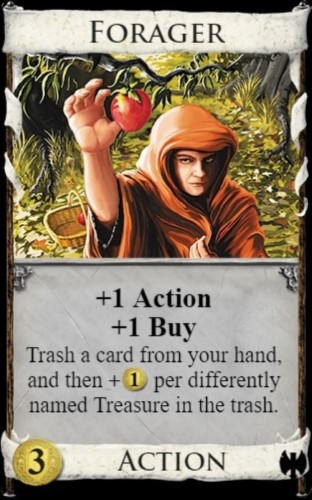 FORAGER
+1 Action
+1 Buy
Trash a card from your hand,
and then + 1 per differently
named Treasure in the trash.
3 ACTION